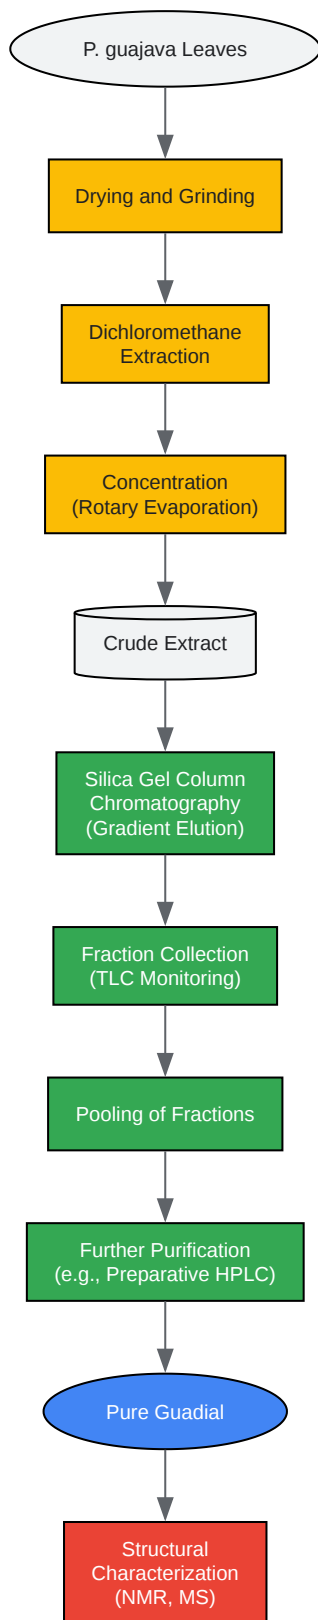 P. guajava Leaves
Drying and Grinding
Dichloromethane
Extraction
Concentration
(Rotary Evaporation)
Crude Extract
Silica Gel Column
Chromatography
(Gradient Elution)
Fraction Collection
(TLC Monitoring)
Pooling of Fractions
Further Purification
(e.g., Preparative HPLC)
Pure Guadial
Structural
Characterization
(NMR, MS)